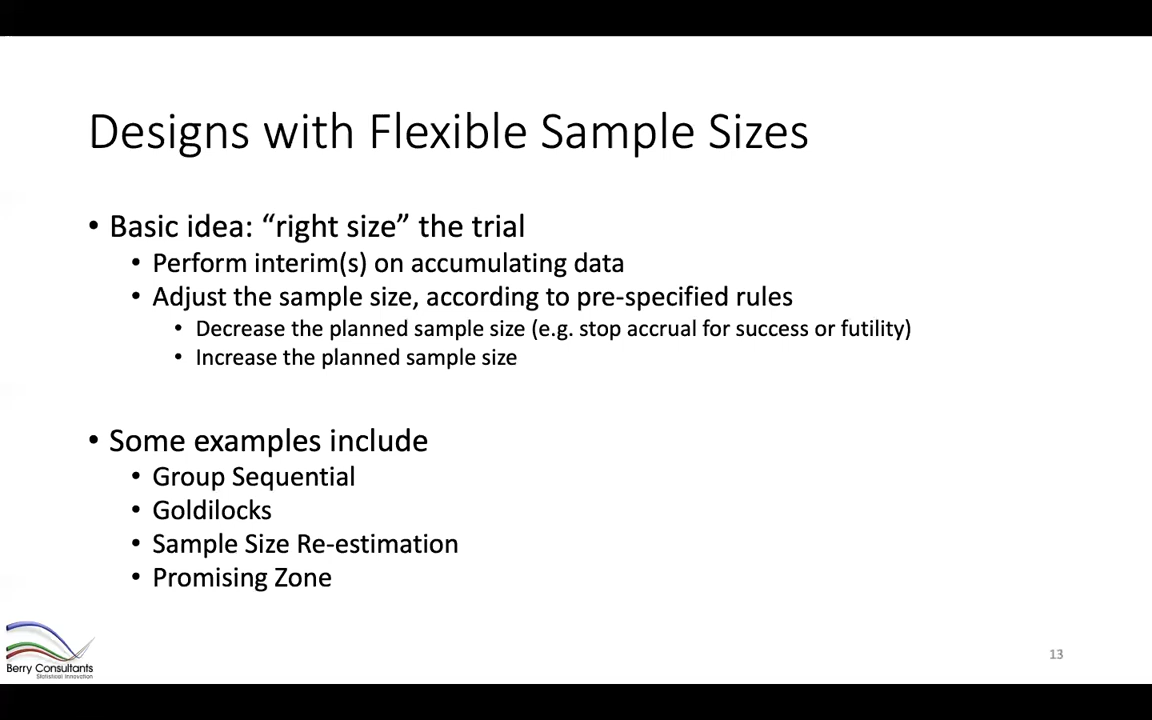 Designs with Flexible Sample Sizes
• Basic idea: “right size” the trial
• Perform interim(s) on accumulating data
• Adjust the sample size, according to pre-specified rules
• Decrease the planned sample size (e.g. stop accrual for success or futility)
• Increase the planned sample size
• Some examples include
• Group Sequential
• Goldilocks
• Sample Size Re-estimation
• Promising Zone
Berry Consultants
Statistical Innovation
13